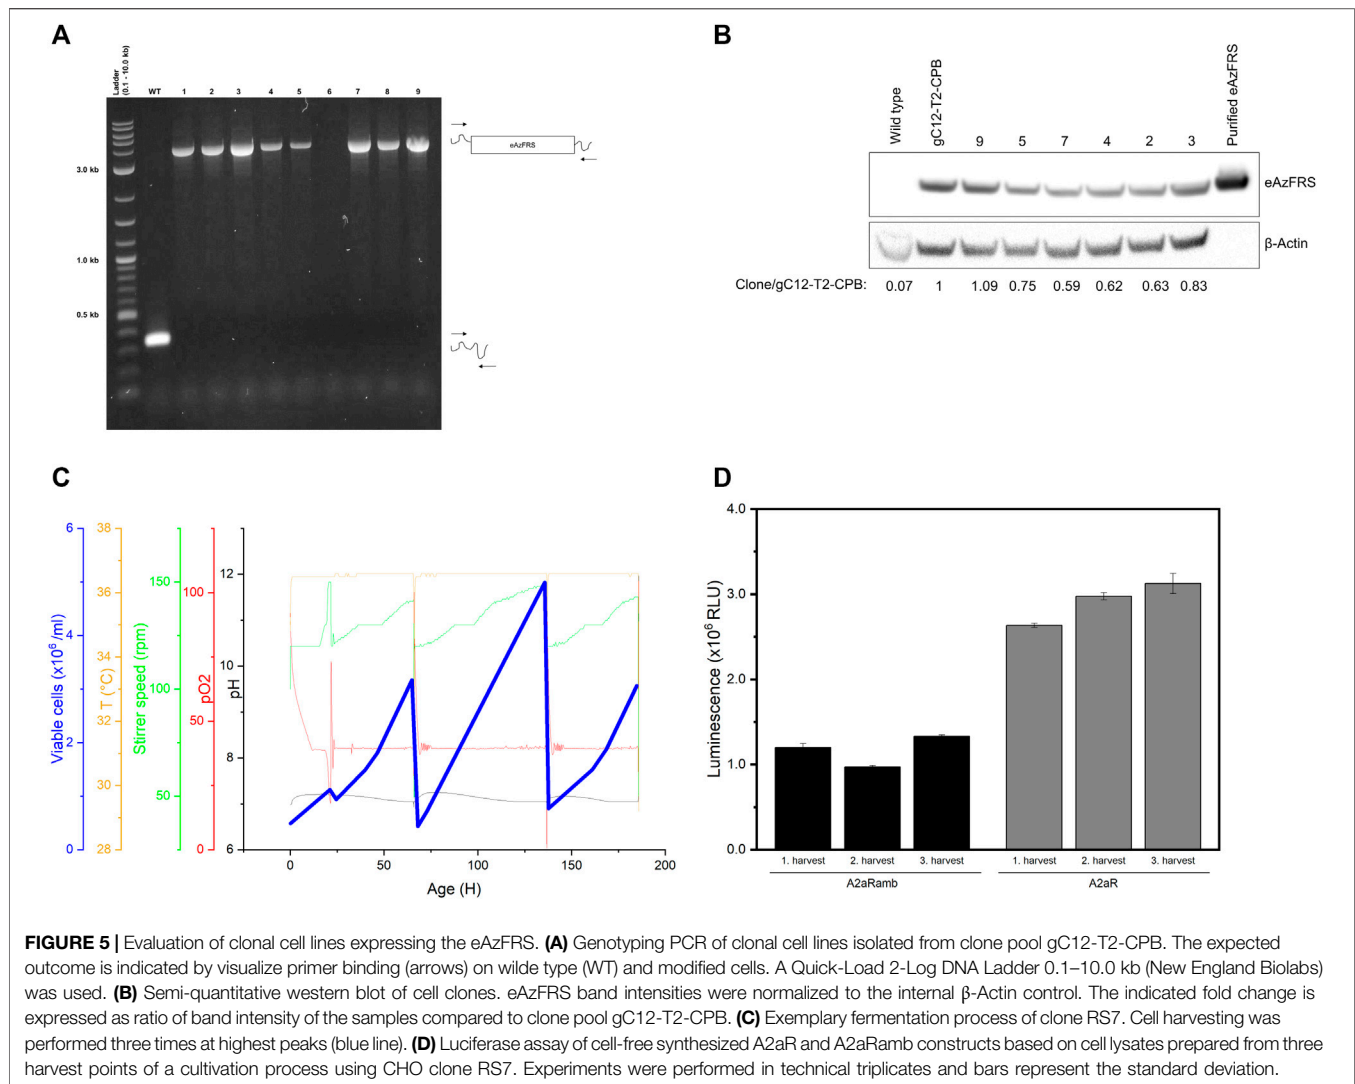 A
Ladder
(0.1 - 10.0 kb)
WT 1 2 3 4 5 6 7 8 9
3.0 kb
1.0 kb
0.5 kb
eAzFRS
B
Wild type
gC12-T2-CPB
9 5 7 4 2 3
Purified eAzFRS
eAzFRS
β-Actin
Clone/gC12-T2-CPB: 0.07 1 1.09 0.75 0.59 0.62 0.63 0.83
C
Viable cells (x10⁶ /ml)
6
4
2
0
T (°C)
38
36
34
32
30
28
Stirrer speed (rpm)
150
100
50
pO2
100
50
0
pH
12
10
8
6
0 50 100 150 200
Age (H)
D
Luminescence (x10⁶ RLU)
4.0
3.0
2.0
1.0
0.0
1. harvest 2. harvest 3. harvest 1. harvest 2. harvest 3. harvest
A2aRamb A2aR
FIGURE 5 | Evaluation of clonal cell lines expressing the eAzFRS. (A) Genotyping PCR of clonal cell lines isolated from clone pool gC12-T2-CPB. The expected
outcome is indicated by visualize primer binding (arrows) on wilde type (WT) and modified cells. A Quick-Load 2-Log DNA Ladder 0.1–10.0 kb (New England Biolabs)
was used. (B) Semi-quantitative western blot of cell clones. eAzFRS band intensities were normalized to the internal β-Actin control. The indicated fold change is
expressed as ratio of band intensity of the samples compared to clone pool gC12-T2-CPB. (C) Exemplary fermentation process of clone RS7. Cell harvesting was
performed three times at highest peaks (blue line). (D) Luciferase assay of cell-free synthesized A2aR and A2aRamb constructs based on cell lysates prepared from three
harvest points of a cultivation process using CHO clone RS7. Experiments were performed in technical triplicates and bars represent the standard deviation.